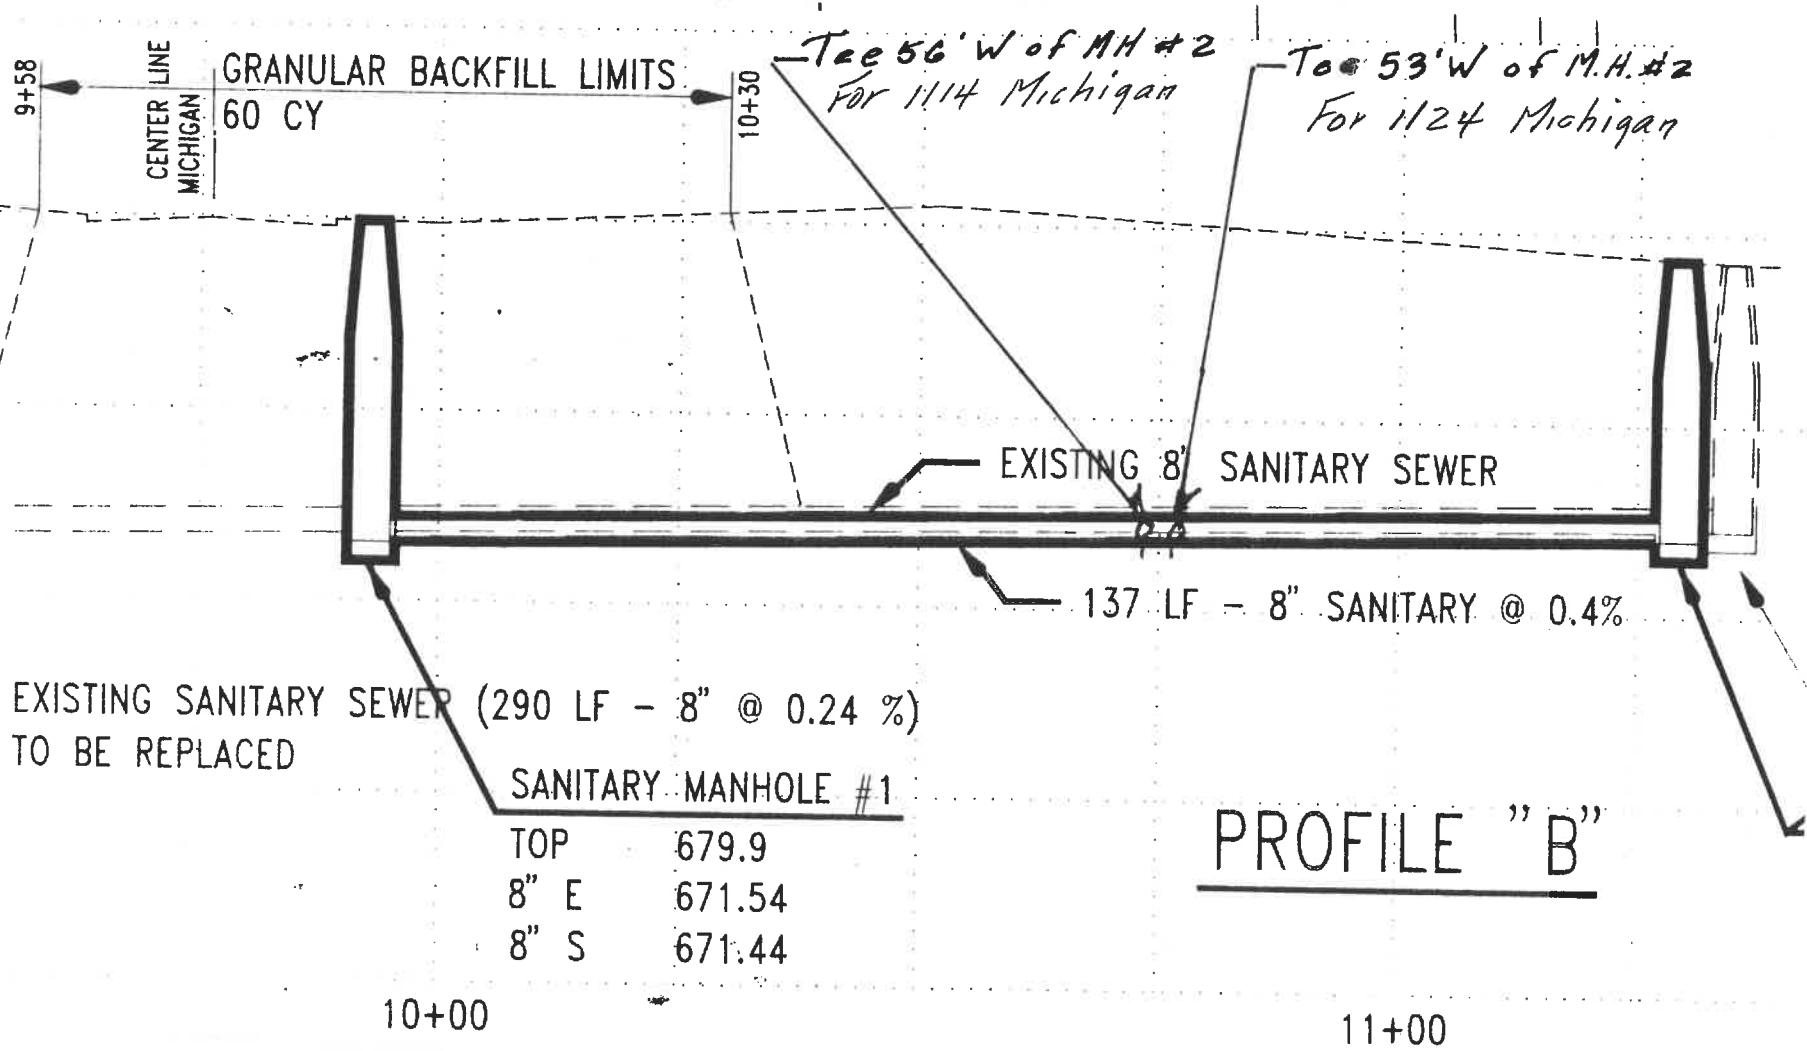 9+58
CENTER LINE
MICHIGAN
GRANULAR BACKFILL LIMITS
60 CY
10+30
Tee 56' W of MH #2
For 1114 Michigan
Tee 53' W of M.H. #2
For 1124 Michigan
EXISTING 8" SANITARY SEWER
137 LF - 8" SANITARY @ 0.4%
EXISTING SANITARY SEWER (290 LF - 8" @ 0.24 %)
TO BE REPLACED
SANITARY MANHOLE #1
TOP 679.9
8" E 671.54
8" S 671.44
PROFILE "B"
10+00
11+00